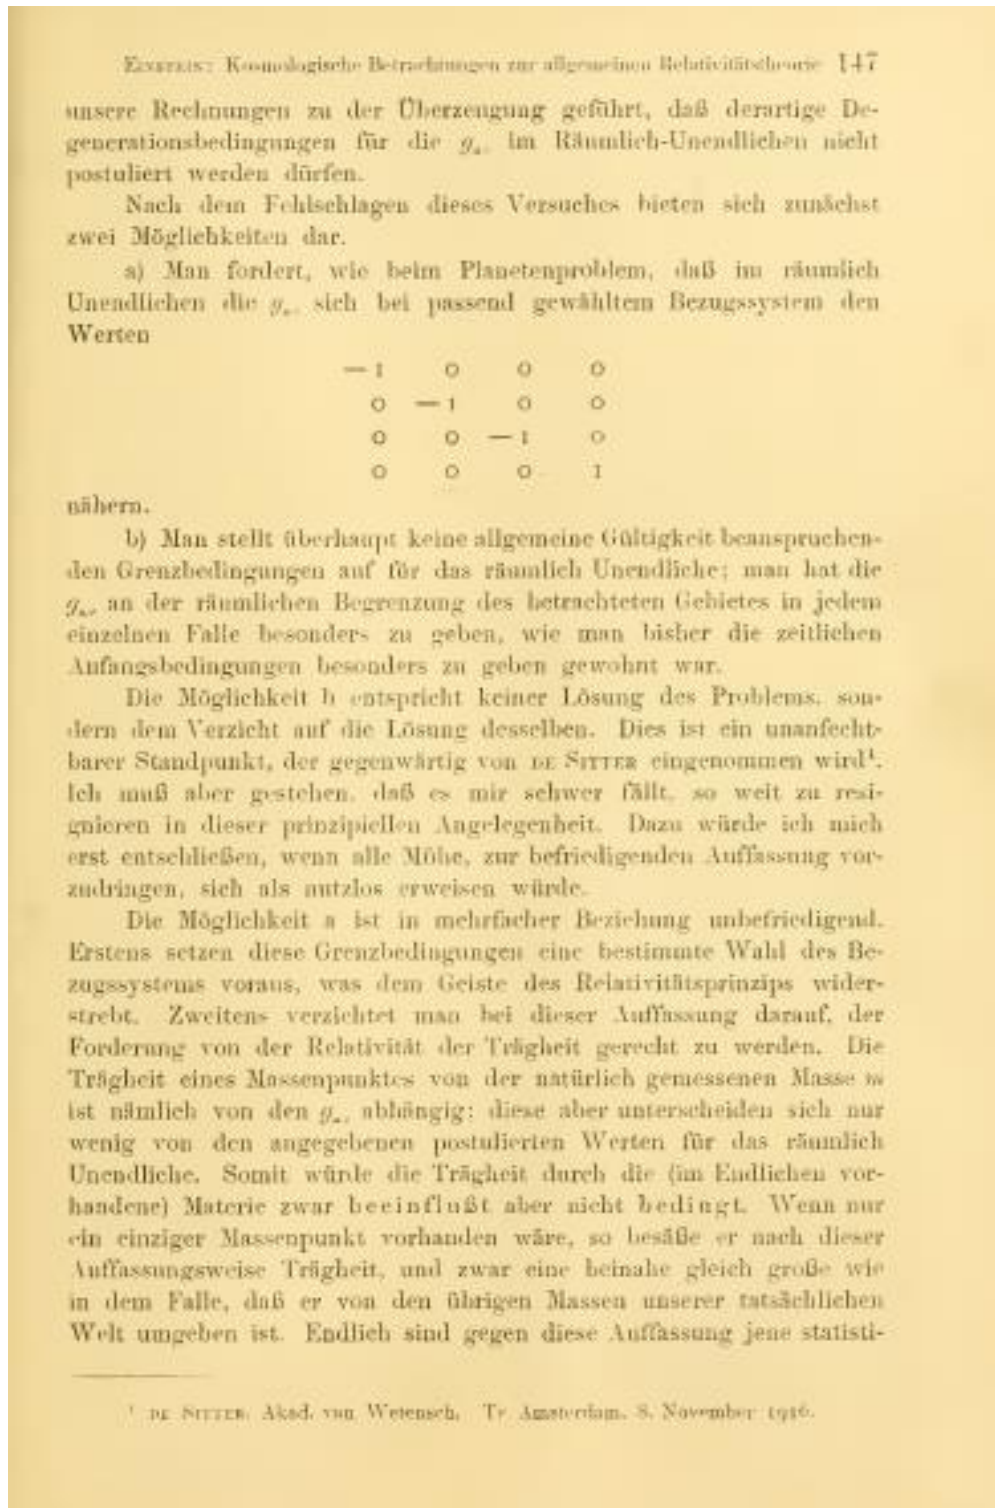 EINSTEIN: Kosmologische Betrachtungen zur allgemeinen Relativitätstheorie 147
unsere Rechnungen zu der Überzeugung geführt, daß derartige De-
generationsbedingungen für die g_μν im Räumlich-Unendlichen nicht
postuliert werden dürfen.
Nach dem Fehlschlagen dieses Versuches bieten sich zunächst
zwei Möglichkeiten dar.
a) Man fordert, wie beim Planetenproblem, daß im räumlich
Unendlichen die g_μν sich bei passend gewähltem Bezugssystem den
Werten
—1 0 0 0
0 —1 0 0
0 0 —1 0
0 0 0 1
nähern.
b) Man stellt überhaupt keine allgemeine Gültigkeit beanspruchen-
den Grenzbedingungen auf für das räumlich Unendliche; man hat die
g_μν an der räumlichen Begrenzung des betrachteten Gebietes in jedem
einzelnen Falle besonders zu geben, wie man bisher die zeitlichen
Anfangsbedingungen besonders zu geben gewohnt war.
Die Möglichkeit b entspricht keiner Lösung des Problems, son-
dern dem Verzicht auf die Lösung desselben. Dies ist ein unanfecht-
barer Standpunkt, der gegenwärtig von DE SITTER eingenommen wird¹.
Ich muß aber gestehen, daß es mir schwer fällt, so weit zu resi-
gnieren in dieser prinzipiellen Angelegenheit. Dazu würde ich mich
erst entschließen, wenn alle Mühe, zur befriedigenden Auffassung vor-
zudringen, sich als nutzlos erweisen würde.
Die Möglichkeit a ist in mehrfacher Beziehung unbefriedigend.
Erstens setzen diese Grenzbedingungen eine bestimmte Wahl des Be-
zugssystems voraus, was dem Geiste des Relativitätsprinzips wider-
strebt. Zweitens verzichtet man bei dieser Auffassung darauf, der
Forderung von der Relativität der Trägheit gerecht zu werden. Die
Trägheit eines Massenpunktes von der natürlich gemessenen Masse m
ist nämlich von den g_μν abhängig; diese aber unterscheiden sich nur
wenig von den angegebenen postulierten Werten für das räumlich
Unendliche. Somit würde die Trägheit durch die (im Endlichen vor-
handene) Materie zwar beeinflußt aber nicht bedingt. Wenn nur
ein einziger Massenpunkt vorhanden wäre, so besäße er nach dieser
Auffassungsweise Trägheit, und zwar eine beinahe gleich große wie
in dem Falle, daß er von den übrigen Massen unserer tatsächlichen
Welt umgeben ist. Endlich sind gegen diese Auffassung jene statisti-
¹ DE SITTER, Akad. van Wetensch. Te Amsterdam, 8. November 1916.